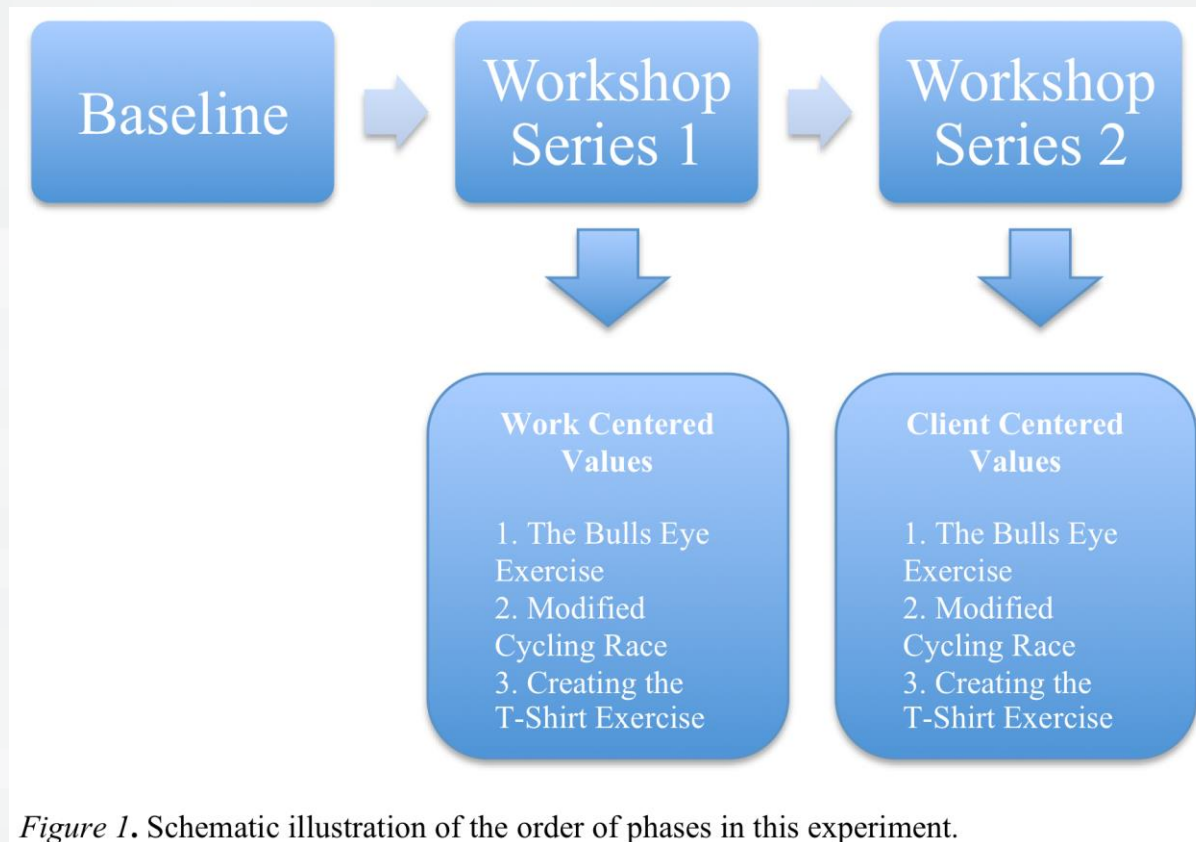 Baseline
Workshop
Series 1
Workshop
Series 2
Work Centered
Values
1. The Bulls Eye
Exercise
2. Modified
Cycling Race
3. Creating the
T-Shirt Exercise
Client Centered
Values
1. The Bulls Eye
Exercise
2. Modified
Cycling Race
3. Creating the
T-Shirt Exercise
Figure 1. Schematic illustration of the order of phases in this experiment.